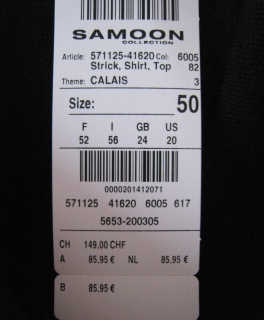 SAMOON
COLLECTION
Article: 571125-41620 Col: 6005
Strick, Shirt, Top 82
Theme: CALAIS 3
Size: 50
F I GB US
52 56 24 20
0000201412071
571125 41620 6005 617
5653-200305
CH 149,00 CHF
A 85,95 € NL 85,95 €
B 85,95 €